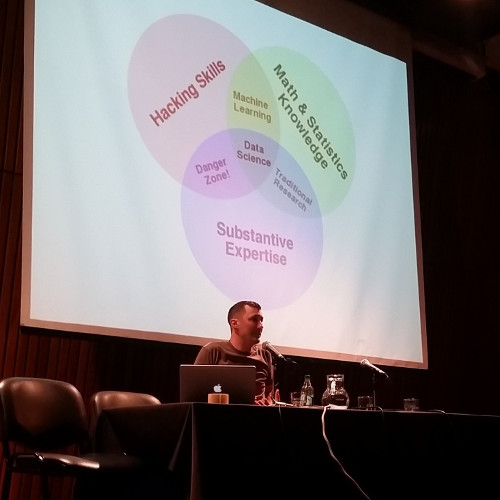 Hacking Skills
Machine
Learning
Math & Statistics
Knowledge
Data
Science
Danger
Zone!
Traditional
Research
Substantive
Expertise